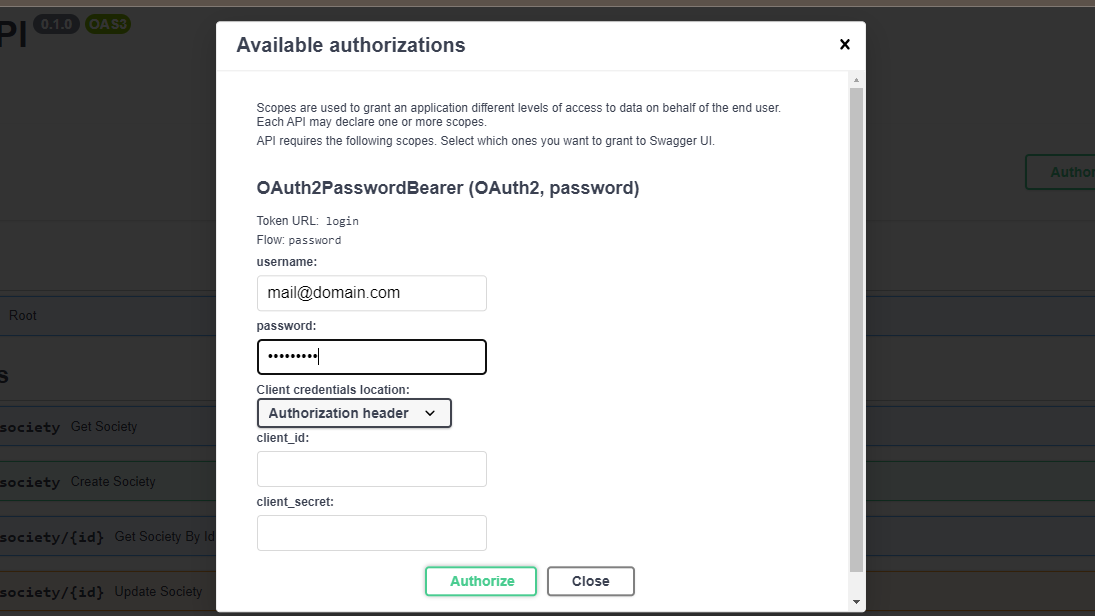 PI 0.1.0 OAS3
Available authorizations
Scopes are used to grant an application different levels of access to data on behalf of the end user.
Each API may declare one or more scopes.
API requires the following scopes. Select which ones you want to grant to Swagger UI.
Author
OAuth2PasswordBearer (OAuth2, password)
Token URL: login
Flow: password
username:
mail@domain.com
Root
password:
•••••••••
s
Client credentials location:
Authorization header
society Get Society
client_id:
society Create Society
client_secret:
society/{id} Get Society By Id
Authorize Close
society/{id} Update Society